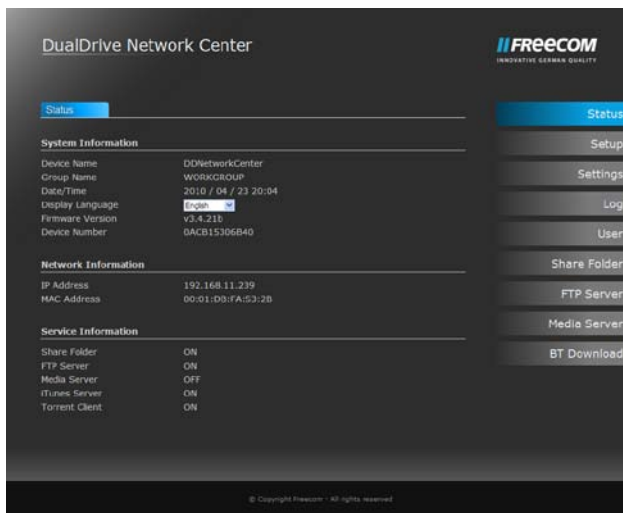 DualDrive Network Center
FREECOM
INNOVATIVE GERMAN QUALITY
Status
System Information
Device Name DDNetworkCenter
Group Name WORKGROUP
Date/Time 2010 / 04 / 23 20:04
Display Language English
Firmware Version v3.4.21b
Device Number 0ACB15306B40
Network Information
IP Address 192.168.11.239
MAC Address 00:01:DB:FA:53:2B
Service Information
Share Folder ON
FTP Server ON
Media Server OFF
iTunes Server ON
Torrent Client ON
Status
Setup
Settings
Log
User
Share Folder
FTP Server
Media Server
BT Download
© Copyright Freecom - All rights reserved